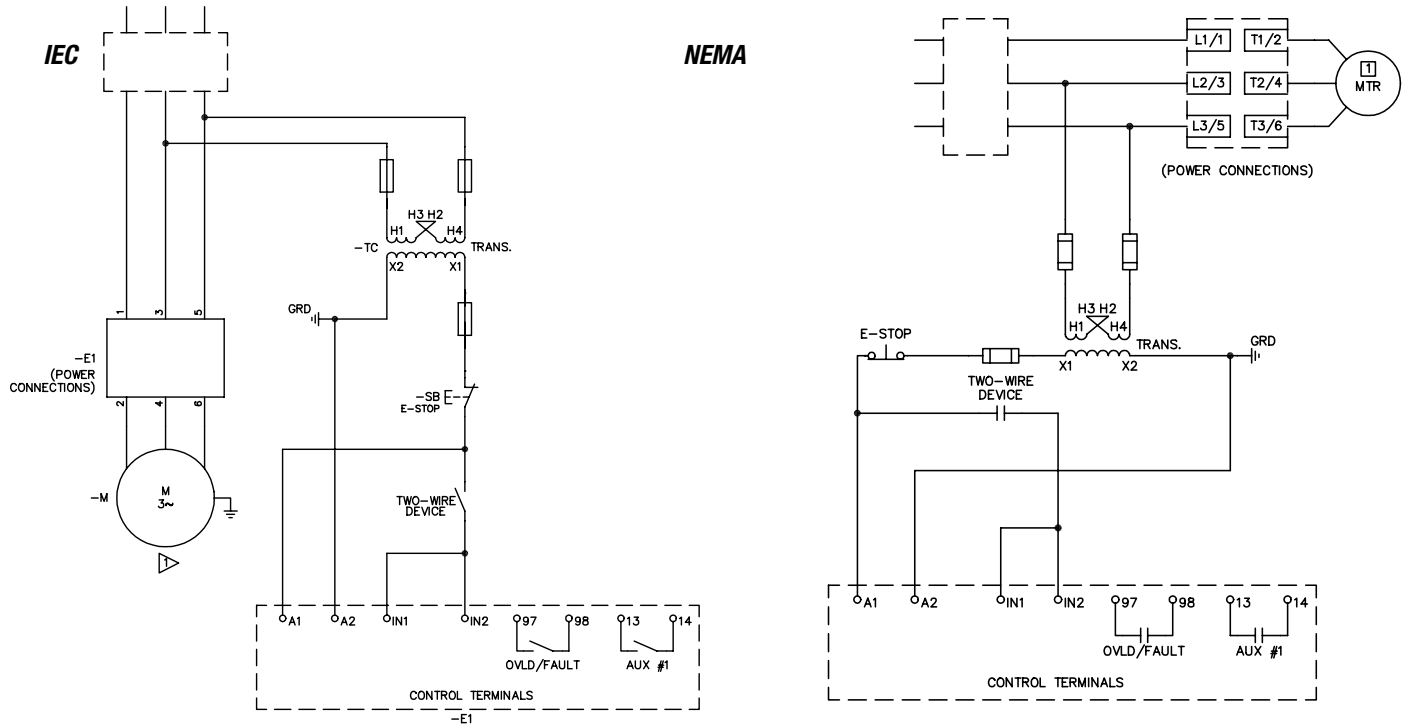 IEC
1
3
5
-E1
(POWER
CONNECTIONS)
2
4
6
-M
M
3~
1
H3 H2
H1
H4
-TC
TRANS.
X2
X1
GRD
-SB
E-STOP
TWO-WIRE
DEVICE
A1
A2
IN1
IN2
97
98
13
14
OVLD/FAULT
AUX #1
CONTROL TERMINALS
-E1
NEMA
L1/1
T1/2
L2/3
T2/4
L3/5
T3/6
1
MTR
(POWER CONNECTIONS)
H3 H2
H1
H4
TRANS.
X1
X2
GRD
E-STOP
TWO-WIRE
DEVICE
A1
A2
IN1
IN2
97
98
13
14
OVLD/FAULT
AUX #1
CONTROL TERMINALS